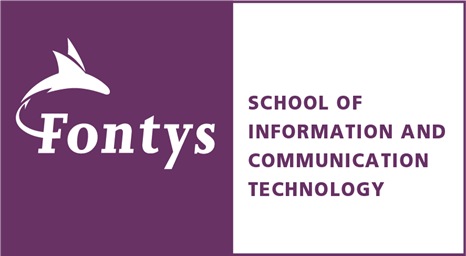 Fontys
SCHOOL OF
INFORMATION AND
COMMUNICATION
TECHNOLOGY